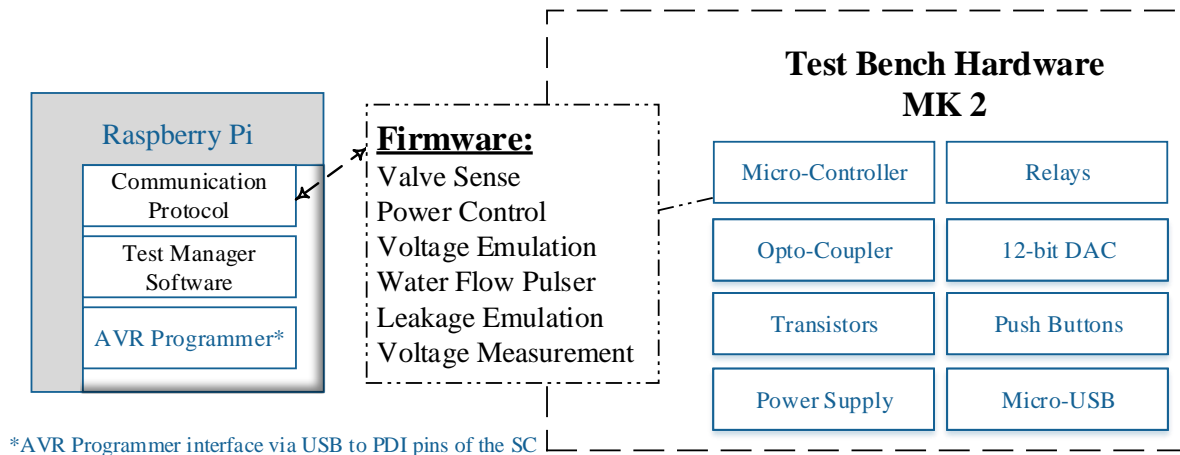 Test Bench Hardware
MK 2
Raspberry Pi
Communication
Protocol
Test Manager
Software
AVR Programmer*
Firmware:
Valve Sense
Power Control
Voltage Emulation
Water Flow Pulser
Leakage Emulation
Voltage Measurement
Micro-Controller
Relays
Opto-Coupler
12-bit DAC
Transistors
Push Buttons
Power Supply
Micro-USB
*AVR Programmer interface via USB to PDI pins of the SC